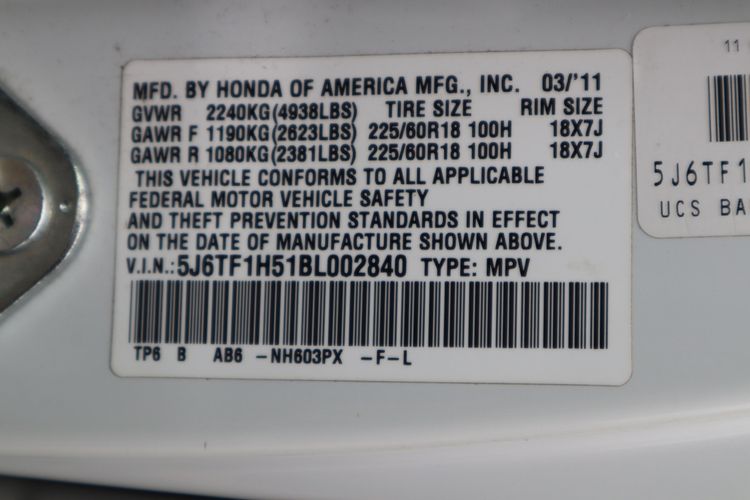 MFD. BY HONDA OF AMERICA MFG., INC. 03/'11
GVWR 2240KG(4938LBS) TIRE SIZE RIM SIZE
GAWR F 1190KG(2623LBS) 225/60R18 100H 18X7J
GAWR R 1080KG(2381LBS) 225/60R18 100H 18X7J
THIS VEHICLE CONFORMS TO ALL APPLICABLE
FEDERAL MOTOR VEHICLE SAFETY
AND THEFT PREVENTION STANDARDS IN EFFECT
ON THE DATE OF MANUFACTURE SHOWN ABOVE.
V.I.N.:5J6TF1H51BL002840 TYPE: MPV
TP6 B AB6 -NH603PX -F-L
11
5J6TF1
UCS